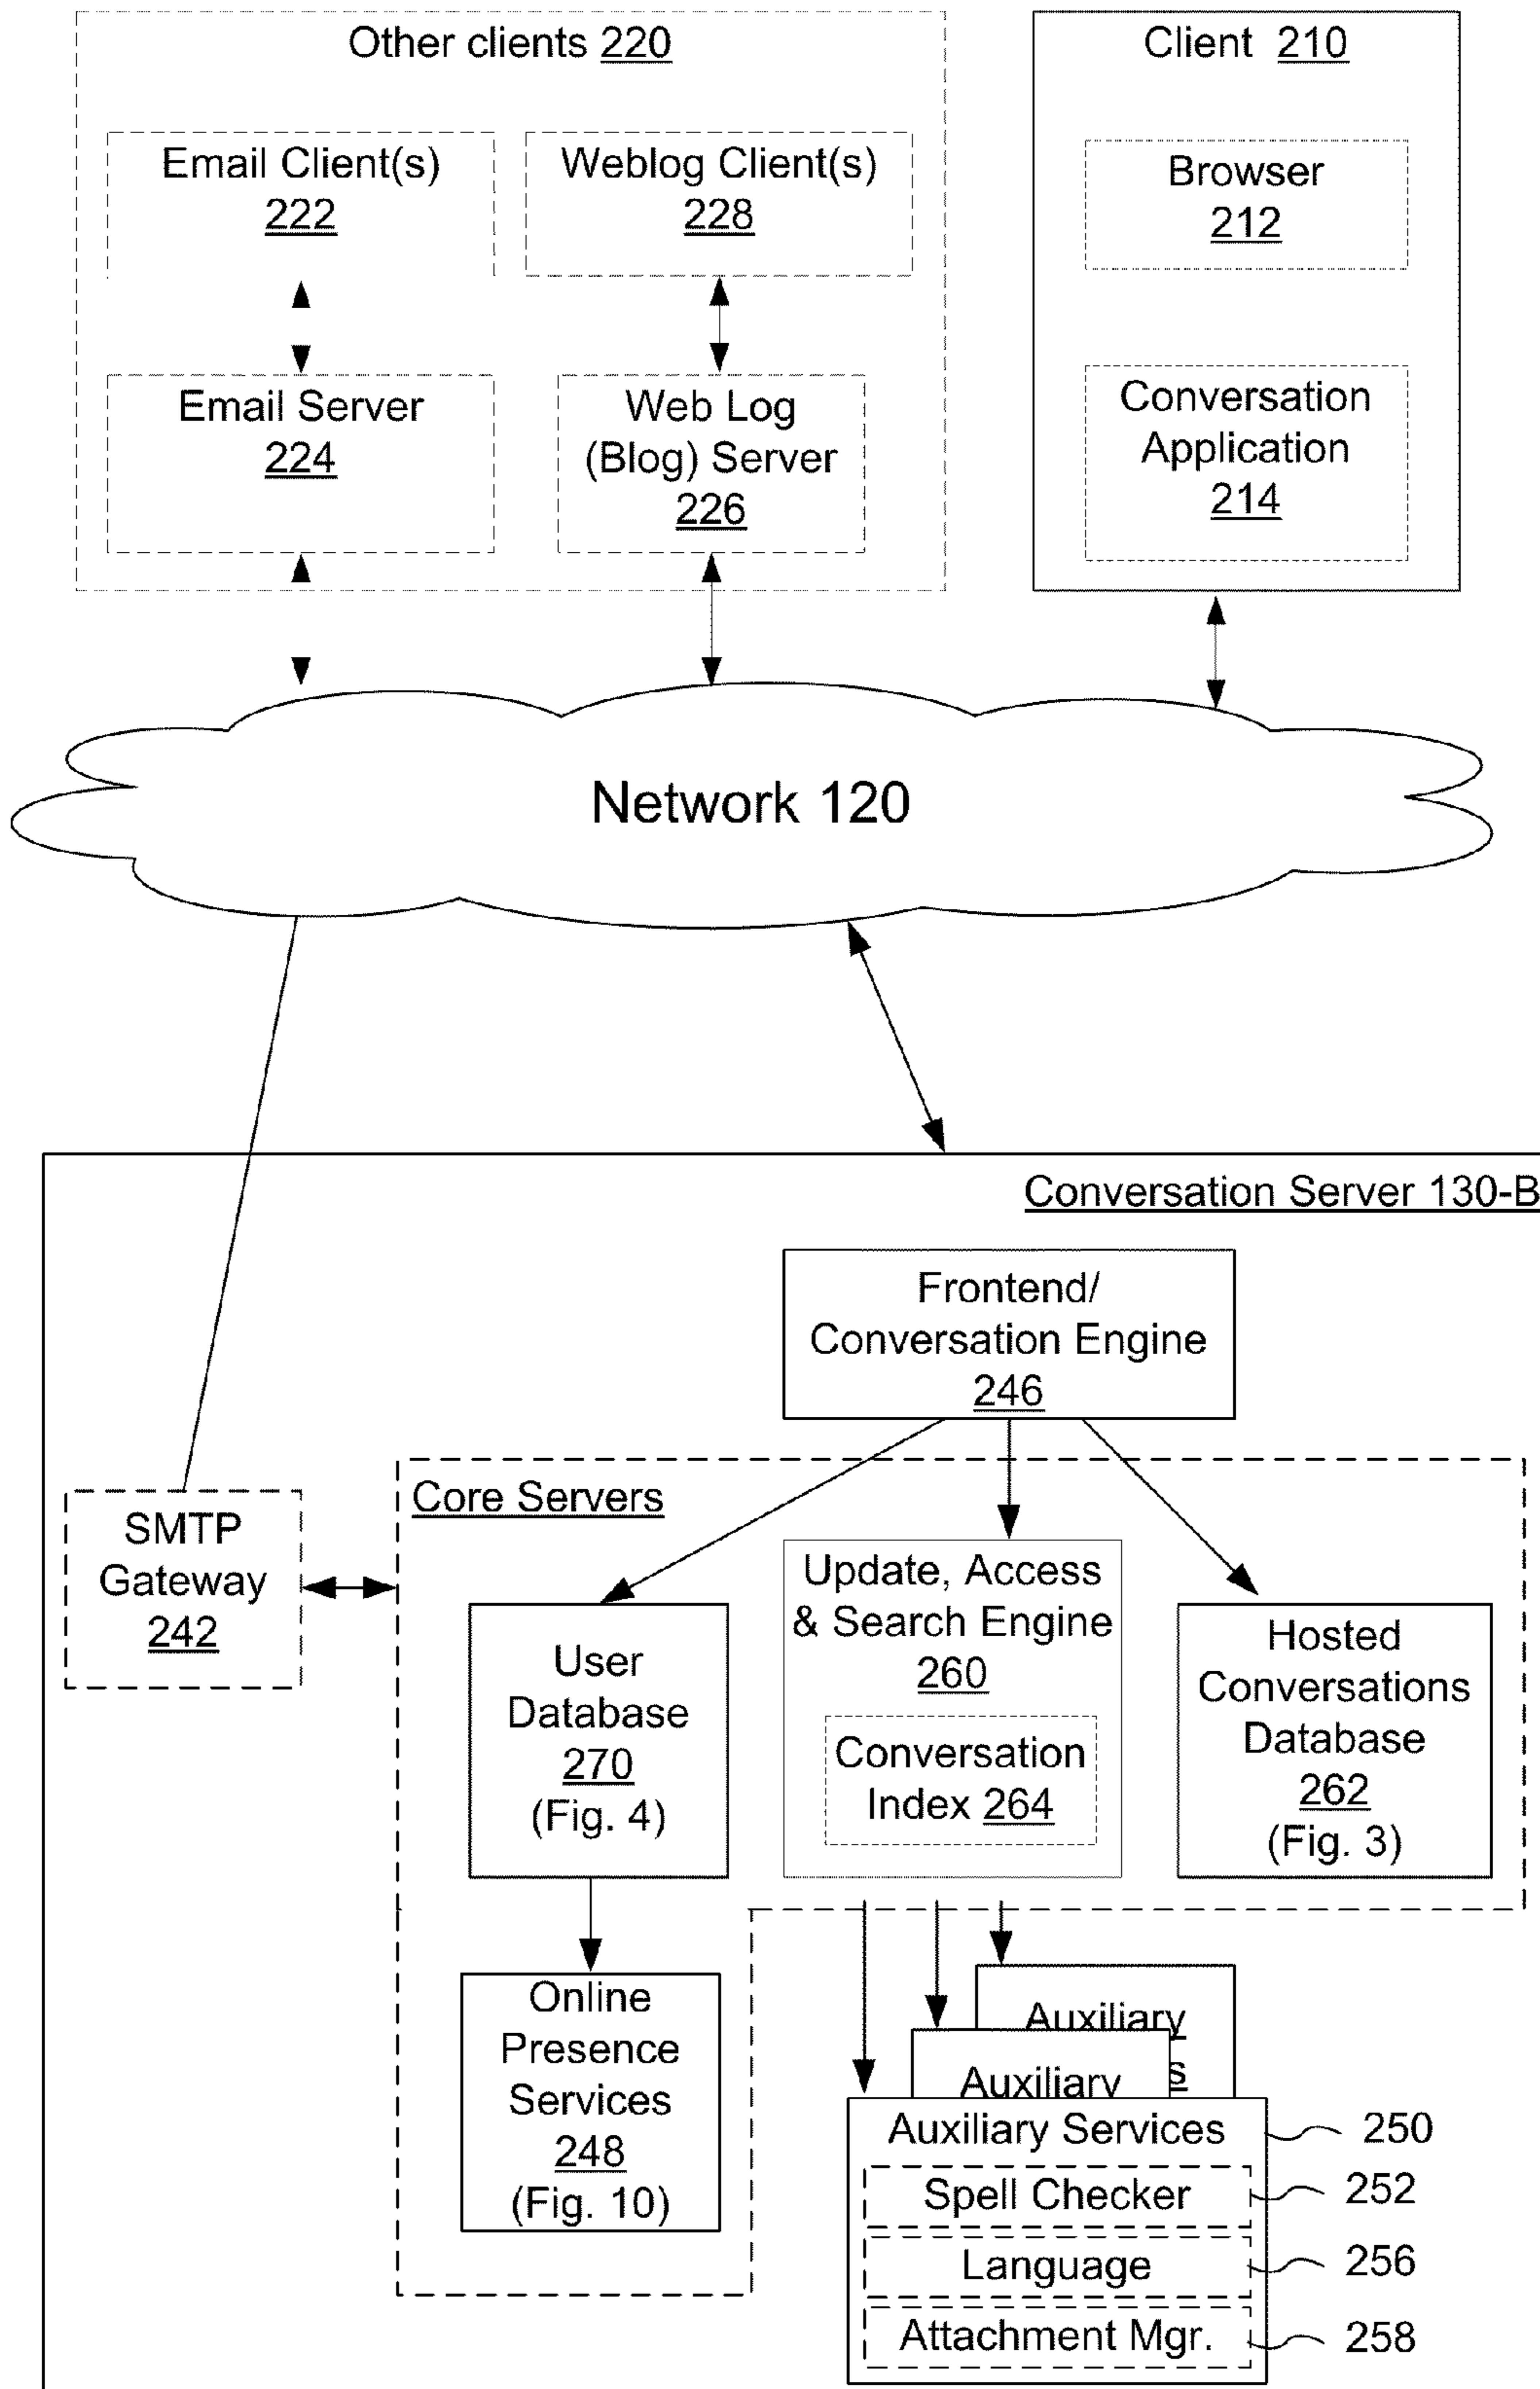 Other clients 220
Client 210
Email Client(s)
222
Weblog Client(s)
228
Browser
212
Email Server
224
Web Log
(Blog) Server
226
Conversation
Application
214
Network 120
Conversation Server 130-B
Frontend/
Conversation Engine
246
Core Servers
SMTP
Gateway
242
User
Database
270
(Fig. 4)
Update, Access
& Search Engine
260
Conversation
Index 264
Hosted
Conversations
Database
262
(Fig. 3)
Online
Presence
Services
248
(Fig. 10)
Auxiliary
s
Auxiliary
Auxiliary Services
250
Spell Checker
252
Language
256
Attachment Mgr.
258